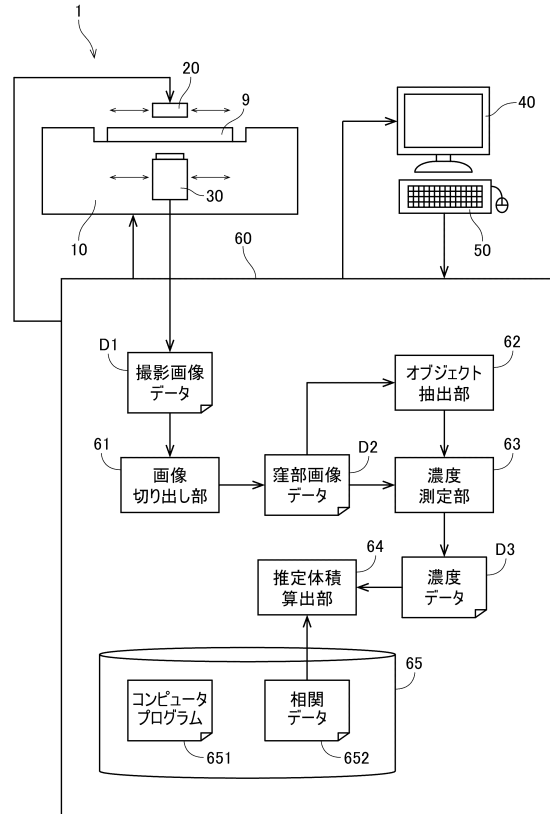 1
20
9
40
30
10
50
60
D1
撮影画像
データ
62
オブジェクト
抽出部
61
画像
切り出し部
D2
窪部画像
データ
63
濃度
測定部
64
推定体積
算出部
D3
濃度
データ
65
コンピュータ
プログラム
651
相関
データ
652